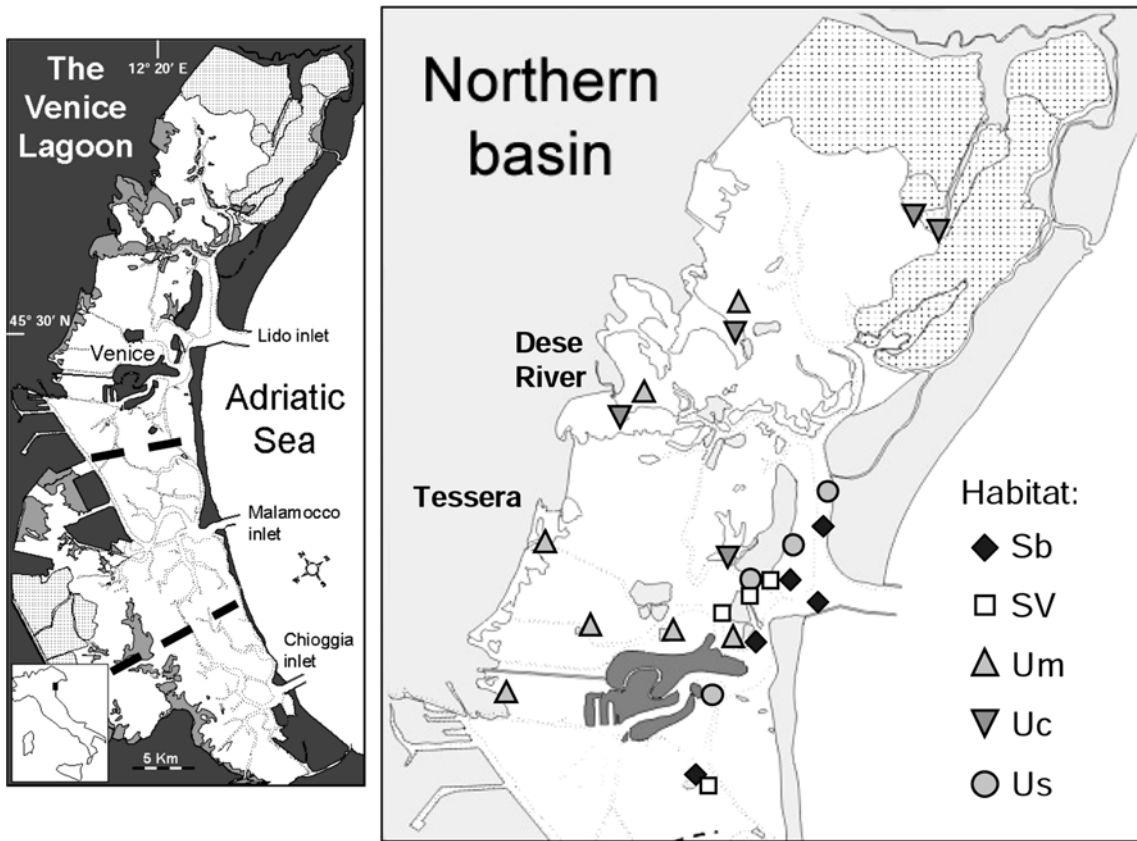 The
Venice
Lagoon
12° 20′ E
45° 30′ N
Venice
Lido inlet
Adriatic
Sea
Malamocco
inlet
Chioggia
inlet
5 Km
Northern
basin
Dese
River
Tessera
Habitat:
Sb
SV
Um
Uc
Us